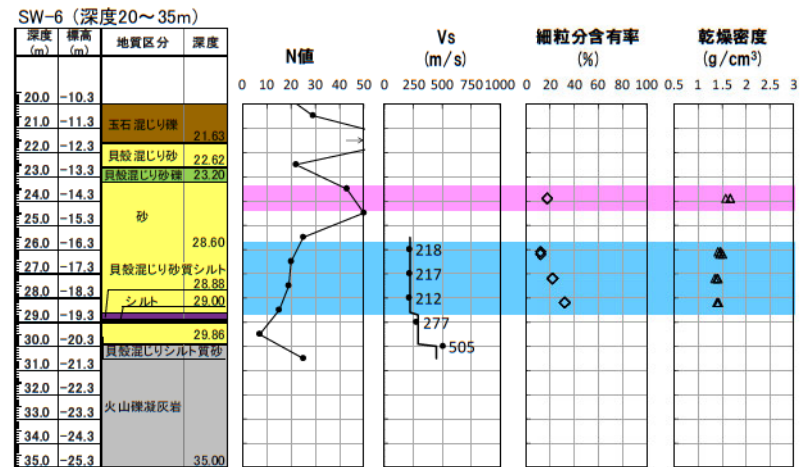 SW-6（深度20～35m）
深度(m) 標高(m) 地質区分 深度
N値
Vs
(m/s)
細粒分含有率
(%)
乾燥密度
(g/cm³)
0 10 20 30 40 50
0 250 500 750 1000
0 20 40 60 80 100
0.5 1 1.5 2 2.5 3
20.0 -10.3
21.0 -11.3
22.0 -12.3
23.0 -13.3
24.0 -14.3
25.0 -15.3
26.0 -16.3
27.0 -17.3
28.0 -18.3
29.0 -19.3
30.0 -20.3
31.0 -21.3
32.0 -22.3
33.0 -23.3
34.0 -24.3
35.0 -25.3
玉石混じり礫
21.63
貝殻混じり砂 22.62
貝殻混じり砂礫 23.20
砂
28.60
貝殻混じり砂質シルト
28.88
シルト 29.00
29.86
貝殻混じりシルト質砂
火山礫凝灰岩
35.00
→
218
217
212
277
505